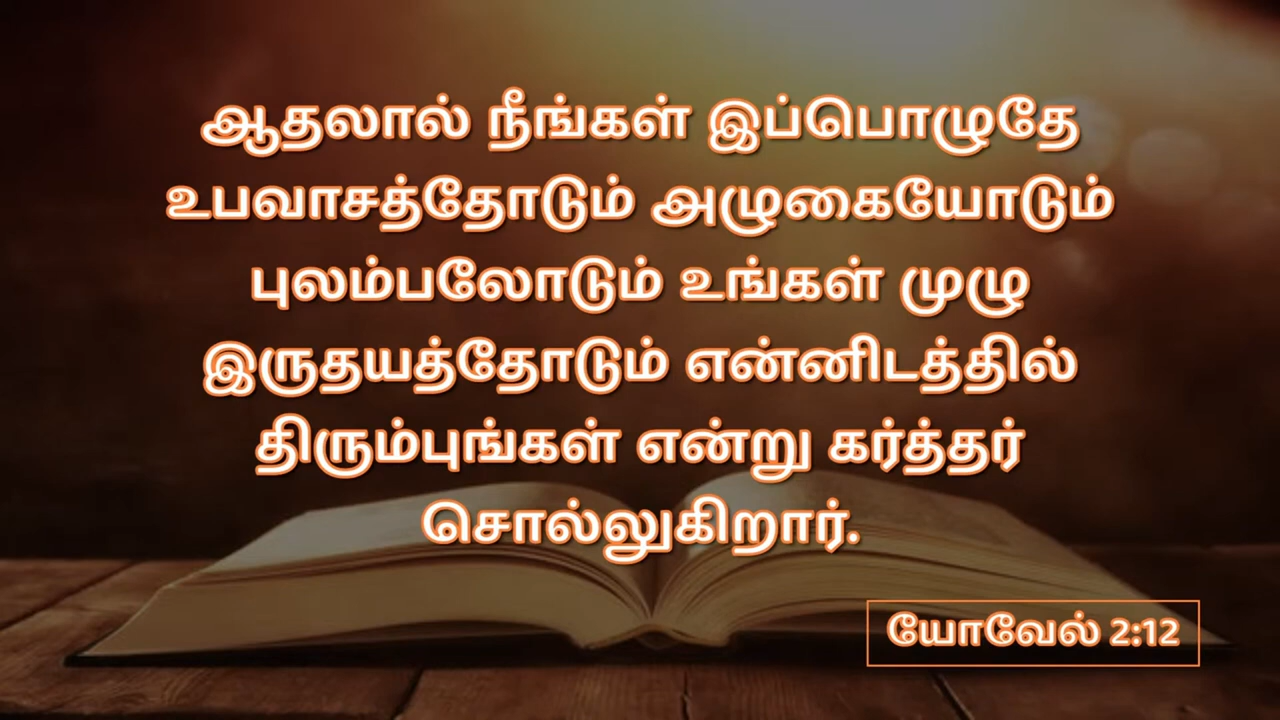 ஆதலால் நீங்கள் இப்பொழுதே
உபவாசத்தோடும் அழுகையோடும்
புலம்பலோடும் உங்கள் முழு
இருதயத்தோடும் என்னிடத்தில்
திரும்புங்கள் என்று கர்த்தர்
சொல்லுகிறார்.
யோவேல் 2:12